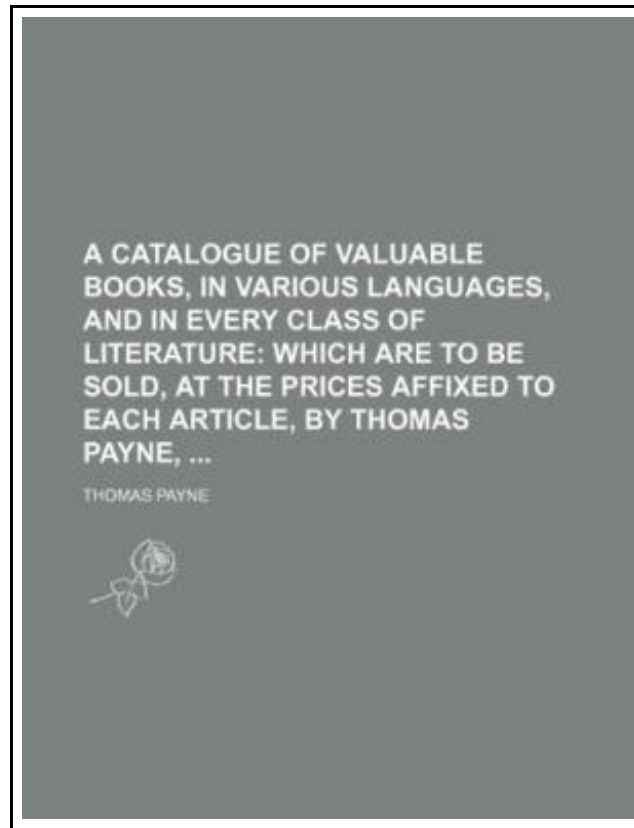 A CATALOGUE OF VALUABLE
BOOKS, IN VARIOUS LANGUAGES,
AND IN EVERY CLASS OF
LITERATURE: WHICH ARE TO BE
SOLD, AT THE PRICES AFFIXED TO
EACH ARTICLE, BY THOMAS
PAYNE, ...
THOMAS PAYNE